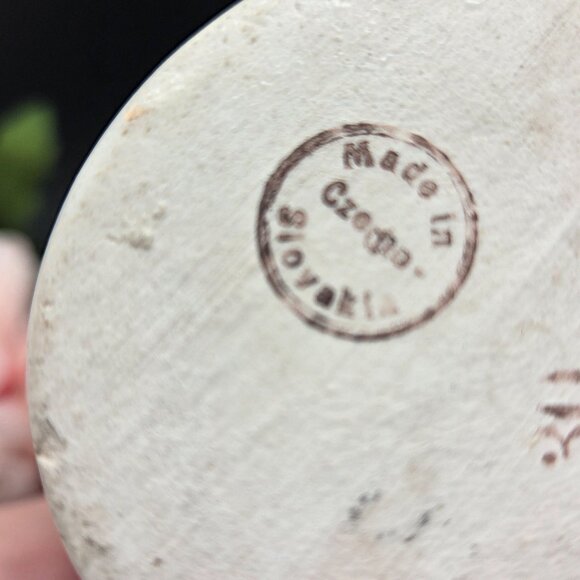 Made in
Czecho-
slovakia